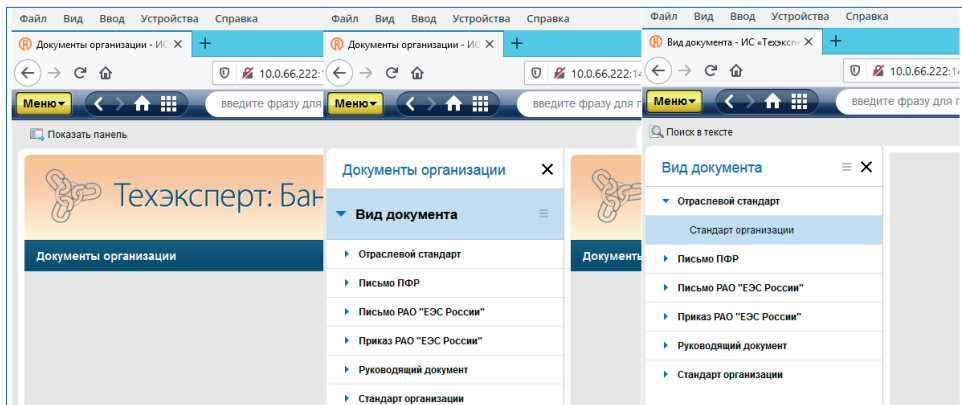 Файл Вид Ввод Устройства Справка
Документы организации - ИС
10.0.66.222:
Меню
введите фразу для
Показать панель
Техэксперт: Бан
Документы организации
Файл Вид Ввод Устройства Справка
Документы организации - ИС
10.0.66.222:14
Меню
введите фразу для п
Документы организации
Вид документа
Отраслевой стандарт
Письмо ПФР
Письмо РАО "ЕЭС России"
Приказ РАО "ЕЭС России"
Руководящий документ
Стандарт организации
Документы
Файл Вид Ввод Устройства Справка
Вид документа - ИС «Техэкспе
10.0.66.222:14
Меню
введите фразу для п
Поиск в тексте
Вид документа
Отраслевой стандарт
Стандарт организации
Письмо ПФР
Письмо РАО "ЕЭС России"
Приказ РАО "ЕЭС России"
Руководящий документ
Стандарт организации